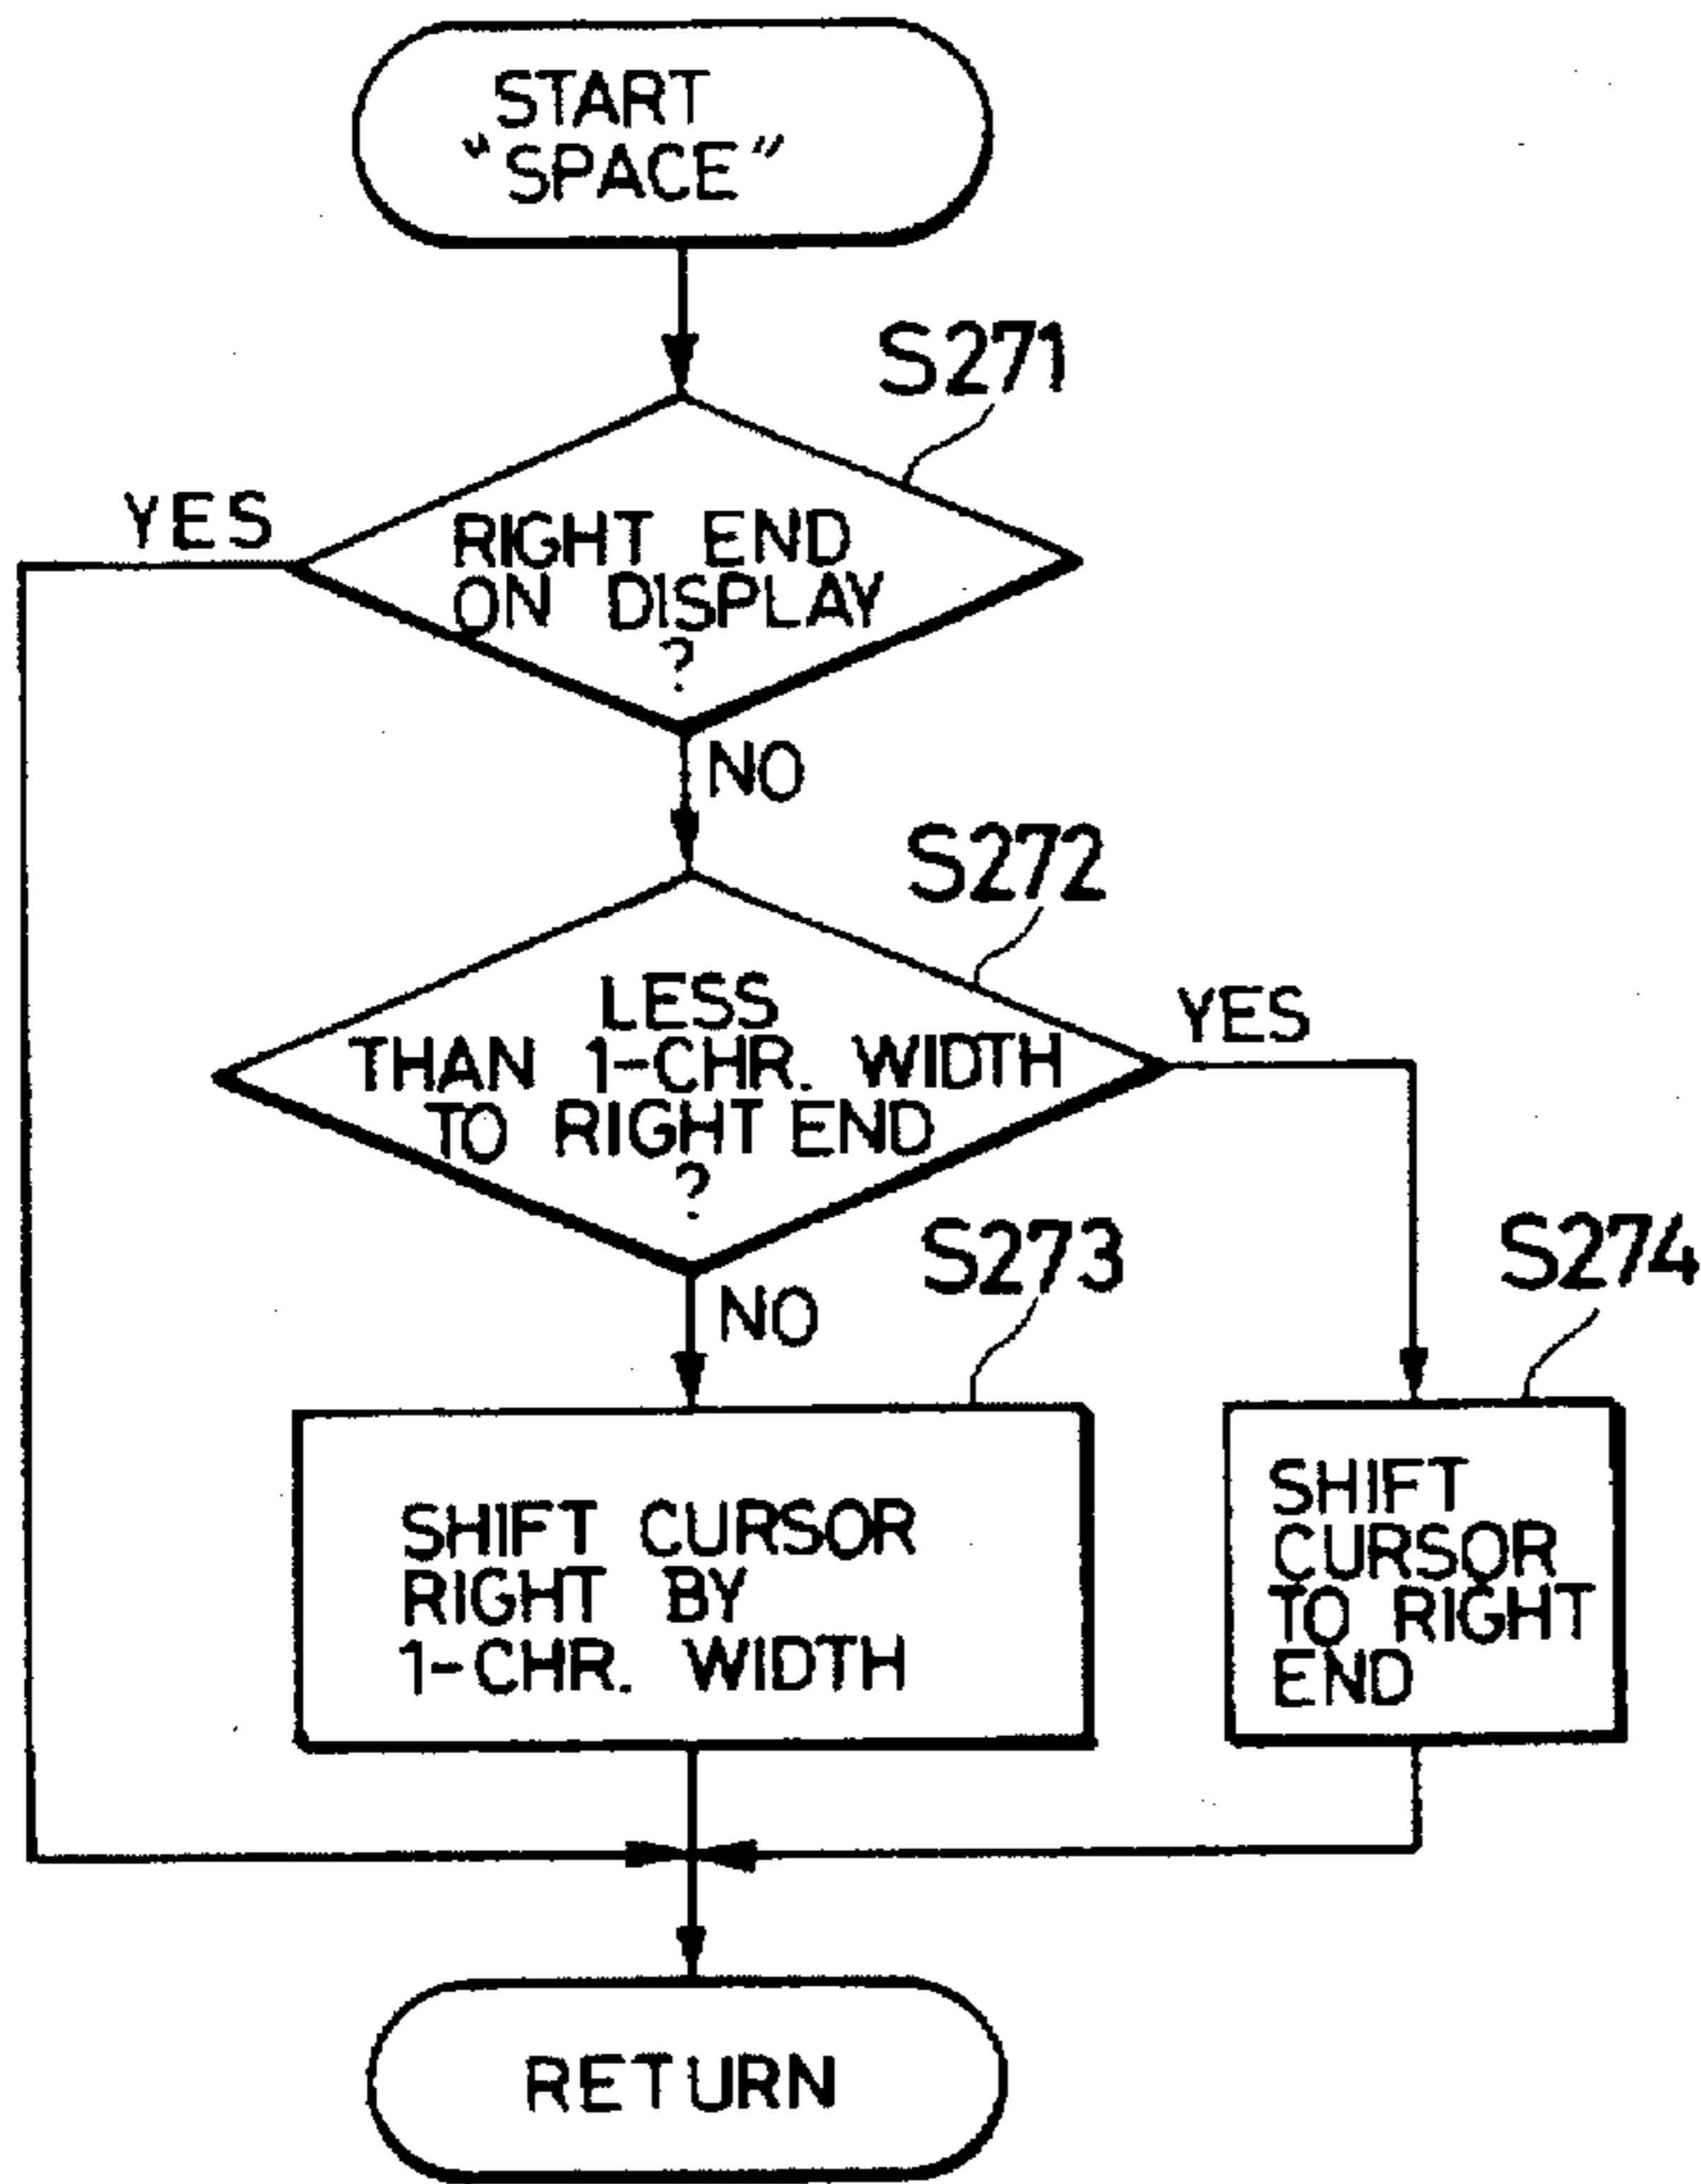 START
"SPACE"
S271
YES
RIGHT END
ON DISPLAY
?
NO
S272
LESS
THAN 1-CHR. WIDTH
TO RIGHT END
?
YES
NO
S273
S274
SHIFT CURSOR
RIGHT BY
1-CHR. WIDTH
SHIFT
CURSOR
TO RIGHT
END
RETURN